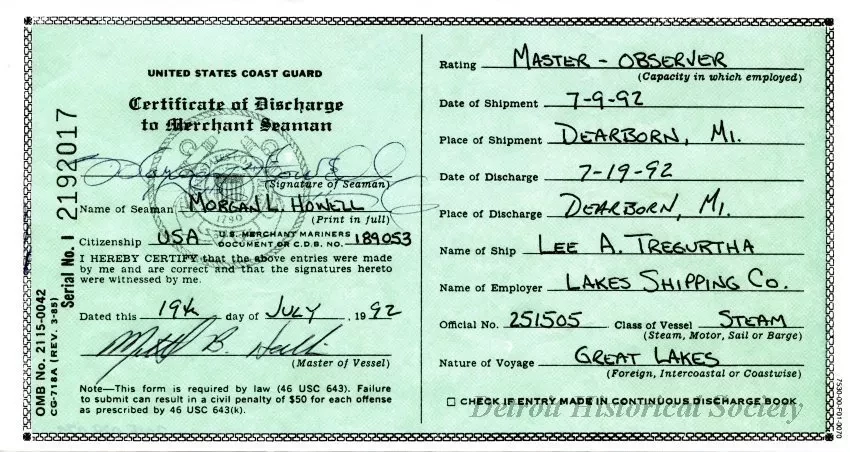 UNITED STATES COAST GUARD
Certificate of Discharge
to Merchant Seaman
(Signature of Seaman)
Name of Seaman MORGAN L. HOWELL
(Print in full)
Citizenship USA U.S. MERCHANT MARINERS DOCUMENT OR C.D.B. NO. 189053
I HEREBY CERTIFY that the above entries were made
by me and are correct and that the signatures hereto
were witnessed by me.
Dated this 19th day of JULY, 1992
(Master of Vessel)
Note—This form is required by law (46 USC 643). Failure
to submit can result in a civil penalty of $50 for each offense
as prescribed by 46 USC 643(k).
Serial No. I 2192017
OMB No. 2115-0042
CG-718A (REV. 3-85)
Rating MASTER - OBSERVER
(Capacity in which employed)
Date of Shipment 7-9-92
Place of Shipment DEARBORN, MI.
Date of Discharge 7-19-92
Place of Discharge DEARBORN, MI.
Name of Ship LEE A. TREGURTHA
Name of Employer LAKES SHIPPING CO.
Official No. 251505 Class of Vessel STEAM
(Steam, Motor, Sail or Barge)
Nature of Voyage GREAT LAKES
(Foreign, Intercoastal or Coastwise)
☐ CHECK IF ENTRY MADE IN CONTINUOUS DISCHARGE BOOK
Detroit Historical Society
7530-00-F01-3070